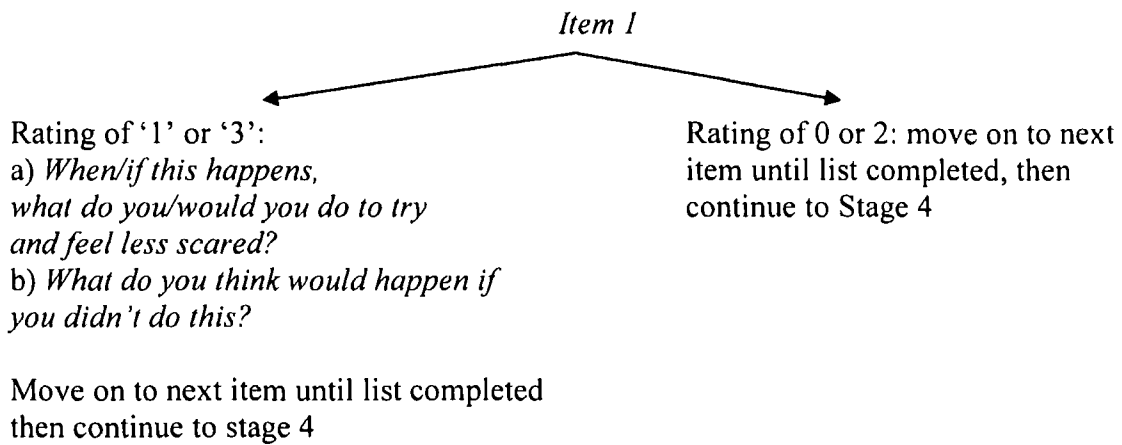 Item 1
Rating of ‘1’ or ‘3’:
a) When/if this happens,
what do you/would you do to try
and feel less scared?
b) What do you think would happen if
you didn’t do this?
Move on to next item until list completed
then continue to stage 4
Rating of 0 or 2: move on to next
item until list completed, then
continue to Stage 4